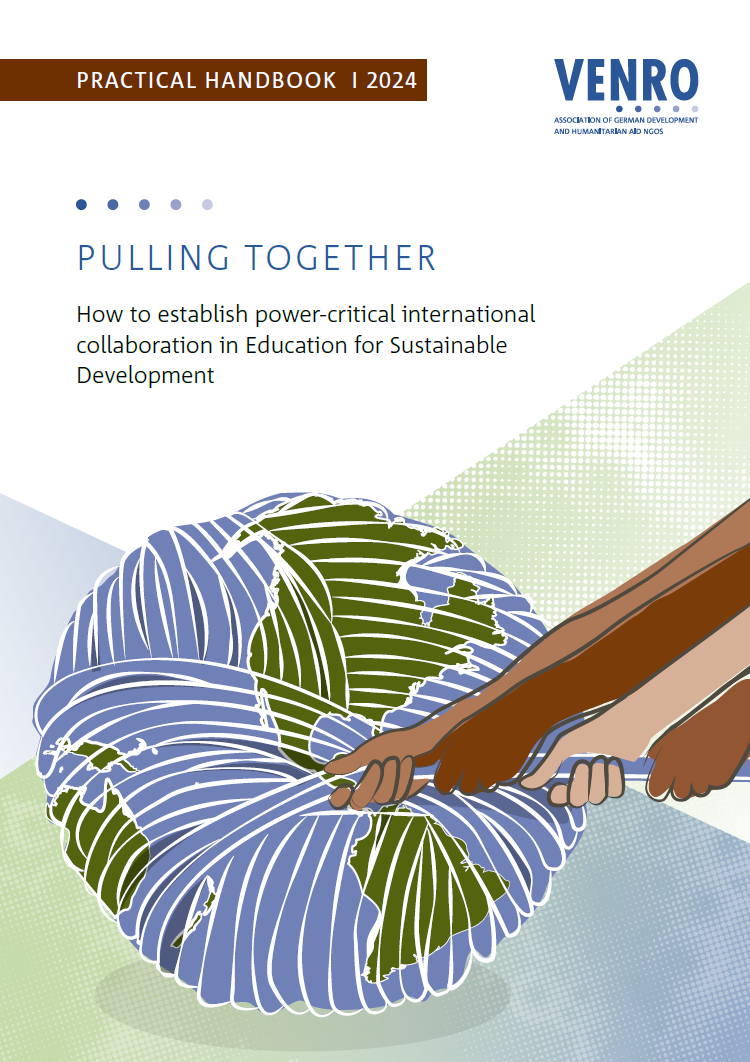 PRACTICAL HANDBOOK I 2024
VENRO
ASSOCIATION OF GERMAN DEVELOPMENT
AND HUMANITARIAN AID NGOS
PULLING TOGETHER
How to establish power-critical international
collaboration in Education for Sustainable
Development